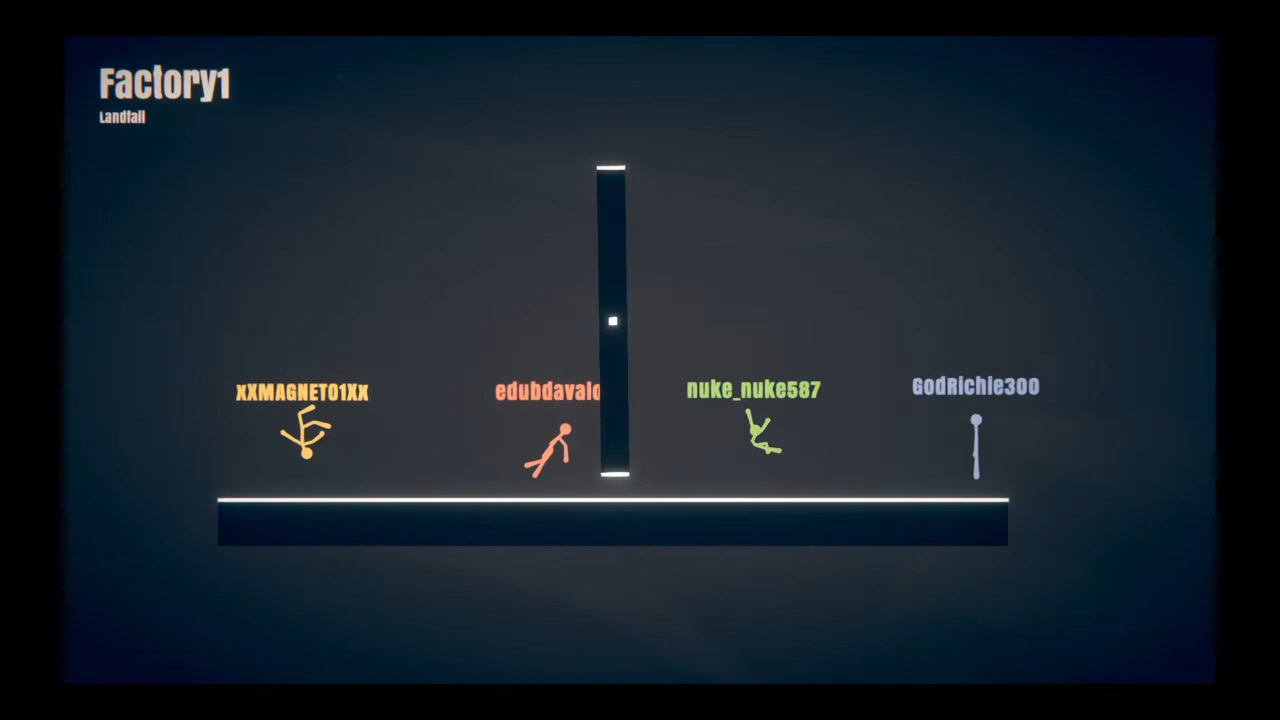 Factory1
Landfall
xXMAGNETO1Xx
edubdavalo
nuke_nuke587
GodRichie300